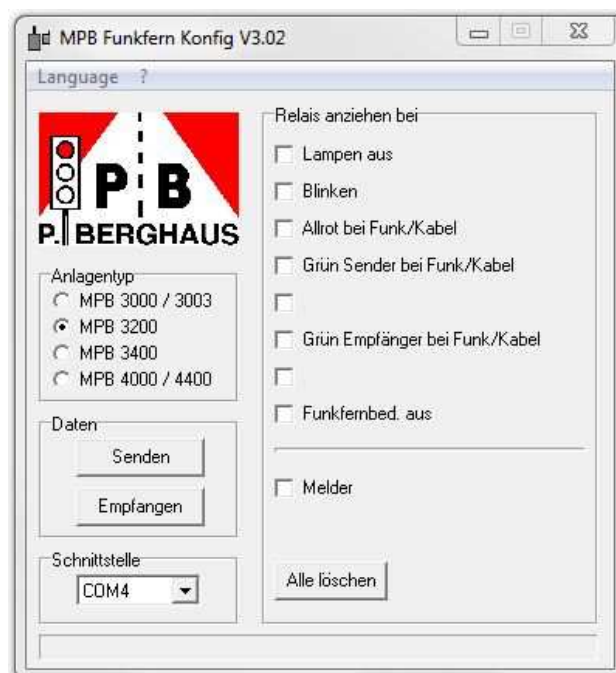 MPB Funkfern Konfig V3.02
Language ?
P B
P. BERGHAUS
Anlagentyp
MPB 3000 / 3003
MPB 3200
MPB 3400
MPB 4000 / 4400
Daten
Senden
Empfangen
Schnittstelle
COM4
Relais anziehen bei
Lampen aus
Blinken
Allrot bei Funk/Kabel
Grün Sender bei Funk/Kabel
Grün Empfänger bei Funk/Kabel
Funkfernbed. aus
Melder
Alle löschen